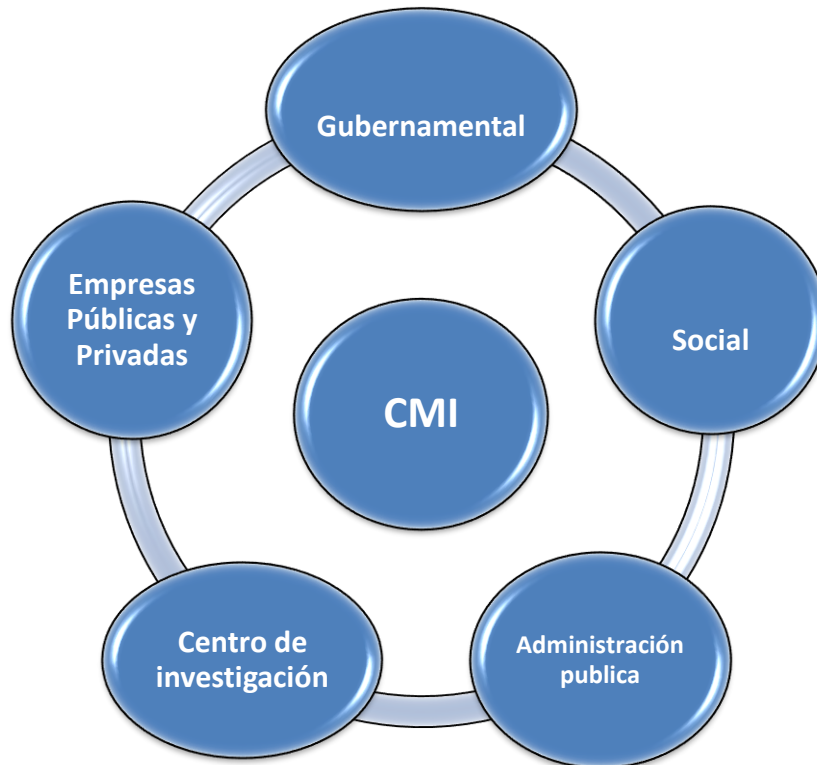 Gubernamental
Empresas
Públicas y
Privadas
Social
CMI
Centro de
investigación
Administración
publica